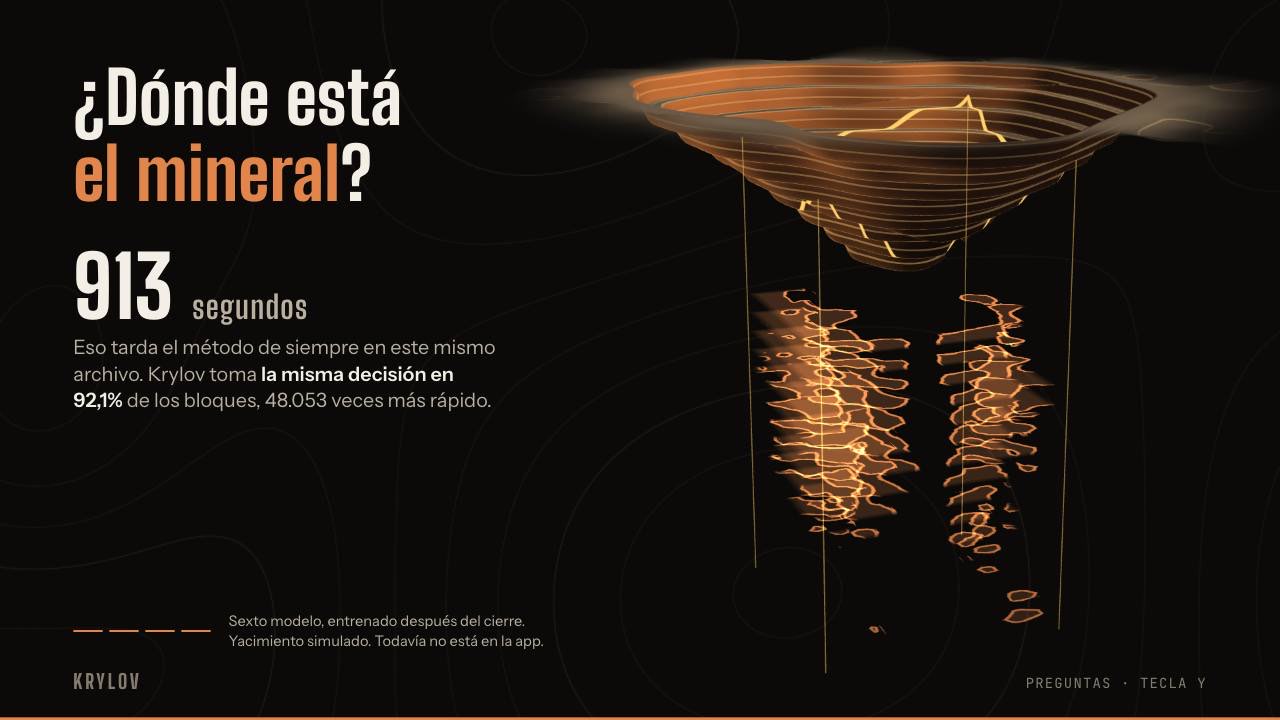 ¿Dónde está
el mineral?
913 segundos
Eso tarda el método de siempre en este mismo
archivo. Krylov toma la misma decisión en
92,1% de los bloques, 48.053 veces más rápido.
Sexto modelo, entrenado después del cierre.
Yacimiento simulado. Todavía no está en la app.
KRYLOV
PREGUNTAS · TECLA Y